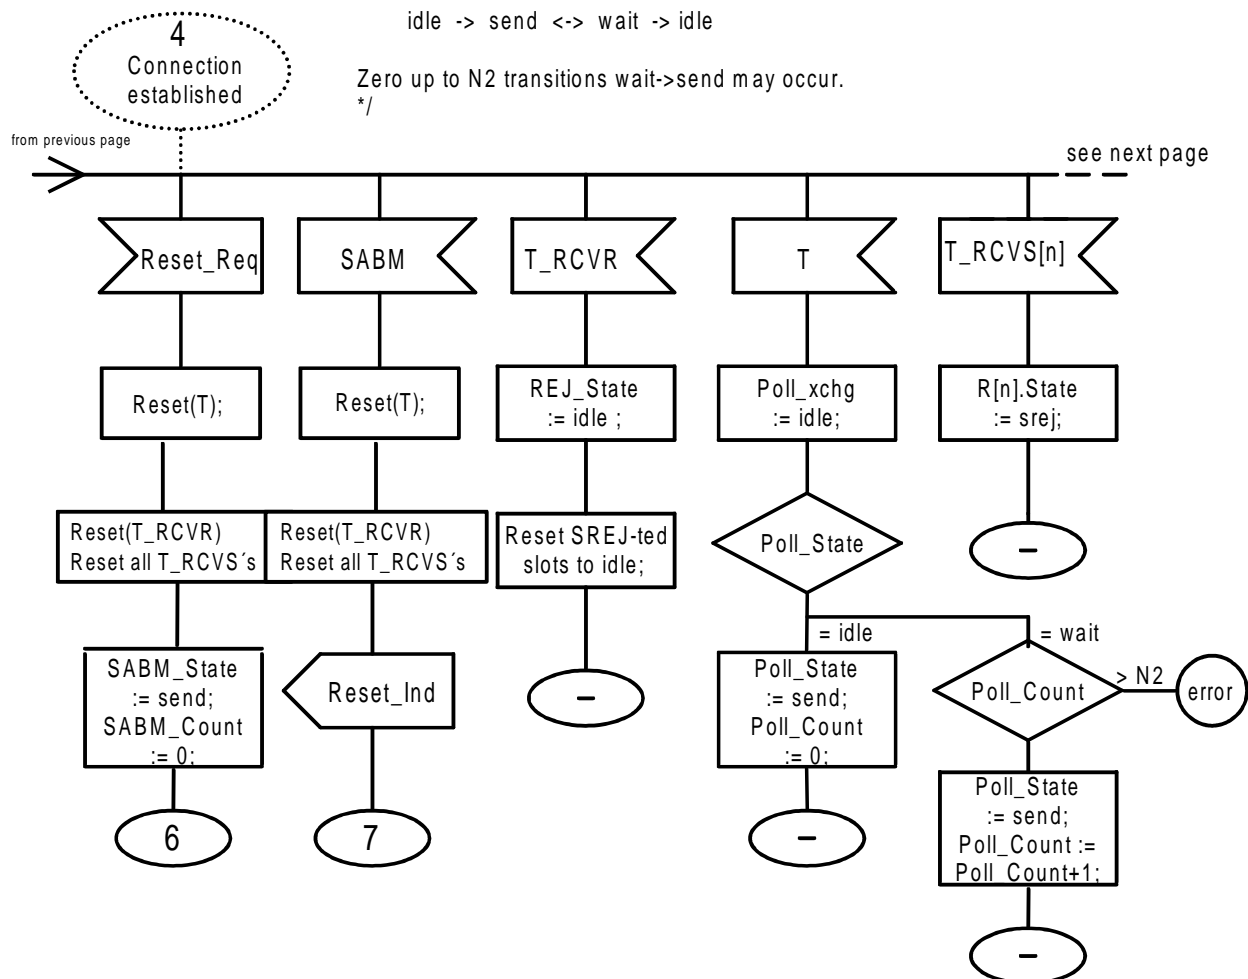 idle -> send <-> wait -> idle
Zero up to N2 transitions wait->send may occur.
*/
4
Connection
established
from previous page
see next page
Reset_Req
SABM
T_RCVR
T
T_RCVS[n]
Reset(T);
Reset(T);
REJ_State
:= idle ;
Poll_xchg
:= idle;
R[n].State
:= srej;
Reset(T_RCVR)
Reset all T_RCVS´s
Reset(T_RCVR)
Reset all T_RCVS´s
Reset SREJ-ted
slots to idle;
Poll_State
–
= idle
= wait
SABM_State
:= send;
SABM_Count
:= 0;
Reset_Ind
–
Poll_State
:= send;
Poll_Count
:= 0;
Poll_Count
> N2
error
6
7
–
Poll_State
:= send;
Poll_Count :=
Poll_Count+1;
–